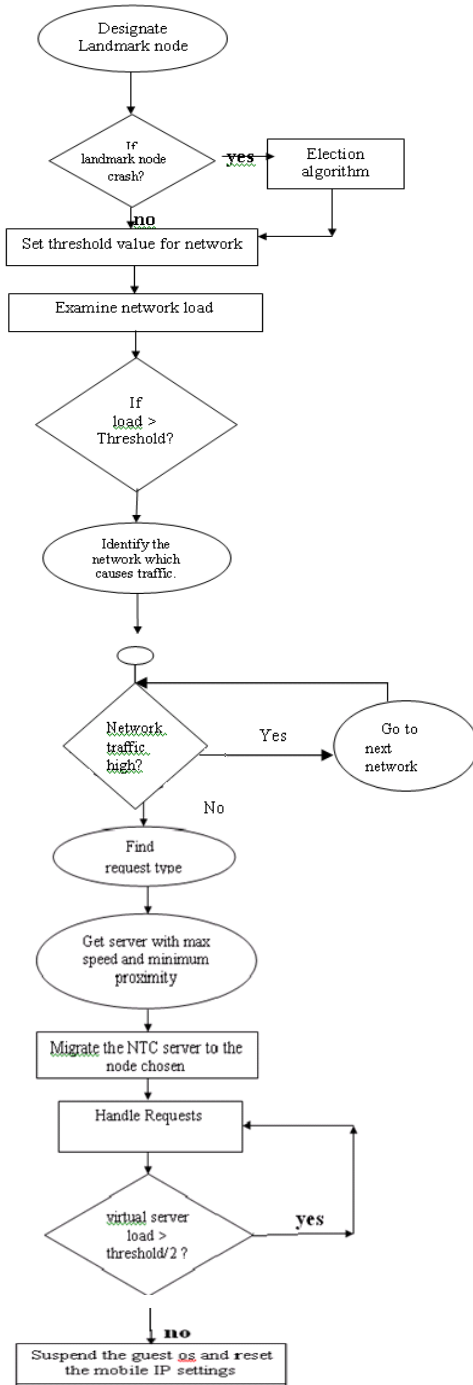 Designate
Landmark node
If
landmark node
crash?
yes
Election
algorithm
no
Set threshold value for network
Examine network load
If
load >
Threshold?
Identify the
network which
causes traffic.
Network
traffic
high?
Yes
Go to
next
network
No
Find
request type
Get server with max
speed and minimum
proximity
Migrate the NTC server to the
node chosen
Handle Requests
virtual server
load >
threshold/2 ?
yes
no
Suspend the guest os and reset
the mobile IP settings